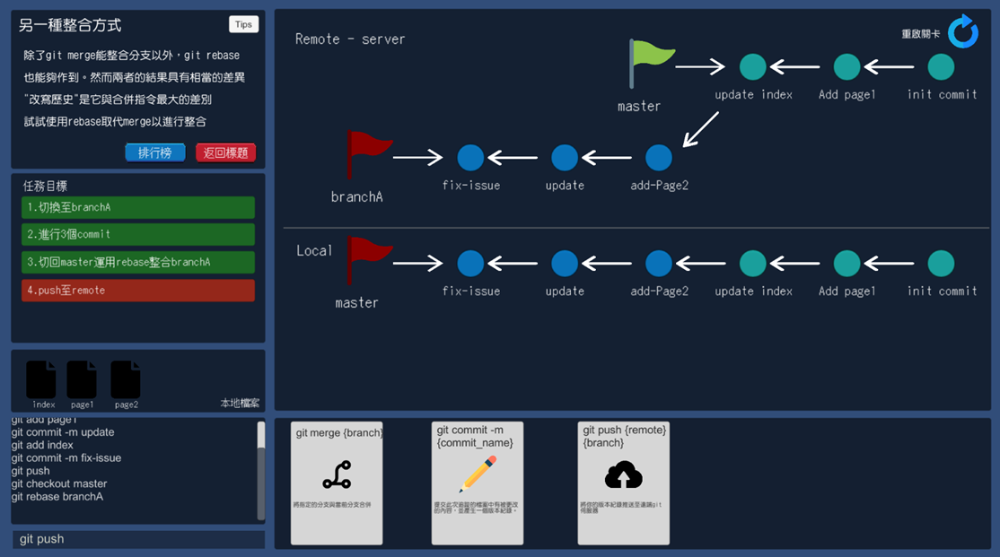 另一種整合方式
Tips
除了git merge能整合分支以外，git rebase
也能夠作到。然而兩者的結果具有相當的差異
"改寫歷史"是它與合併指令最大的差別
試試使用rebase取代merge以進行整合
排行榜
返回標題
任務目標
1.切換至branchA
2.進行3個commit
3.切回master運用rebase整合branchA
4.push至remote
index
page1
page2
本地檔案
git add page1
git commit -m update
git add index
git commit -m fix-issue
git push
git checkout master
git rebase branchA
git push
Remote - server
重啟關卡
master
update index
Add page1
init commit
branchA
fix-issue
update
add-Page2
Local
master
fix-issue
update
add-Page2
update index
Add page1
init commit
git merge {branch}
將指定的分支與當前分支合併
git commit -m
{commit_name}
提交此次追蹤的檔案中有被更改
的內容，並產生一個版本紀錄。
git push {remote}
{branch}
將你的版本紀錄推送至遠端git
伺服器